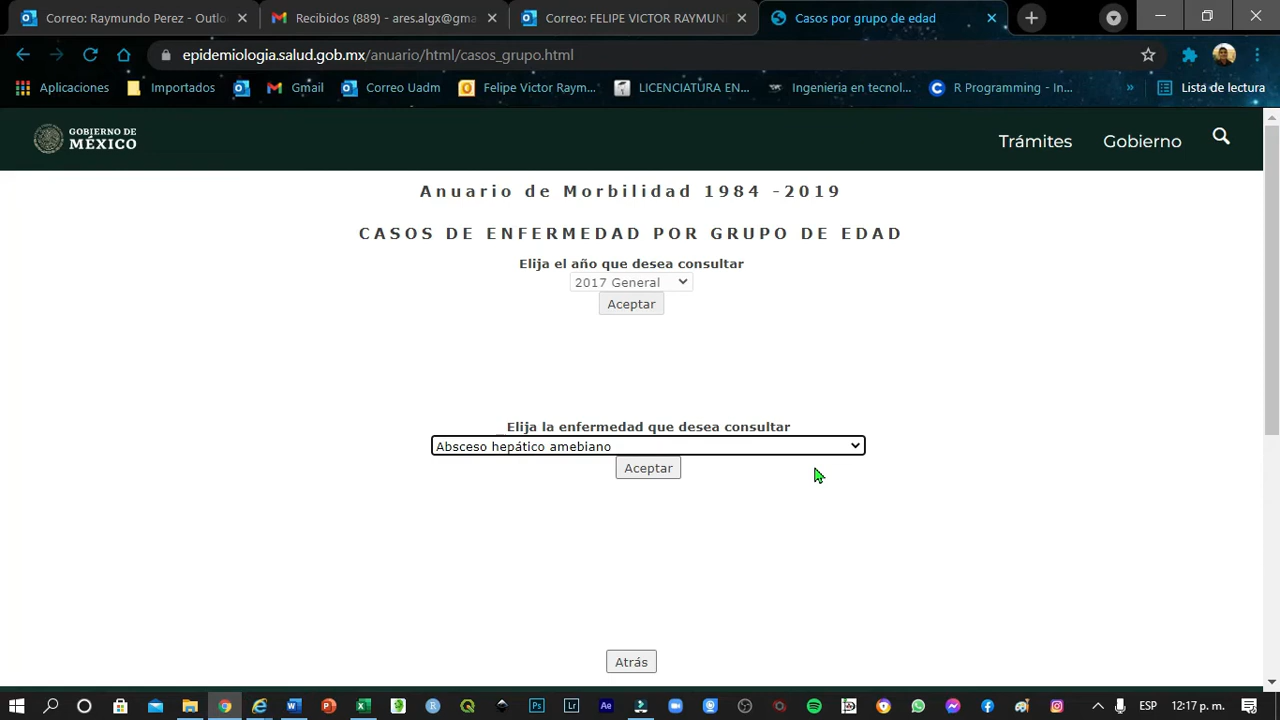 Correo: Raymundo Perez - Outlo
Recibidos (889) - ares.algx@gma
Correo: FELIPE VICTOR RAYMUN
Casos por grupo de edad
epidemiologia.salud.gob.mx/anuario/html/casos_grupo.html
Aplicaciones
Importados
Gmail
Correo Uadm
Felipe Victor Raym...
LICENCIATURA EN...
Ingenieria en tecnol...
R Programming - In...
»
Lista de lectura
GOBIERNO DE
MÉXICO
Trámites
Gobierno
Anuario de Morbilidad 1984 -2019
CASOS DE ENFERMEDAD POR GRUPO DE EDAD
Elija el año que desea consultar
2017 General
Aceptar
Elija la enfermedad que desea consultar
Absceso hepático amebiano
Aceptar
Atrás
ESP
12:17 p. m.